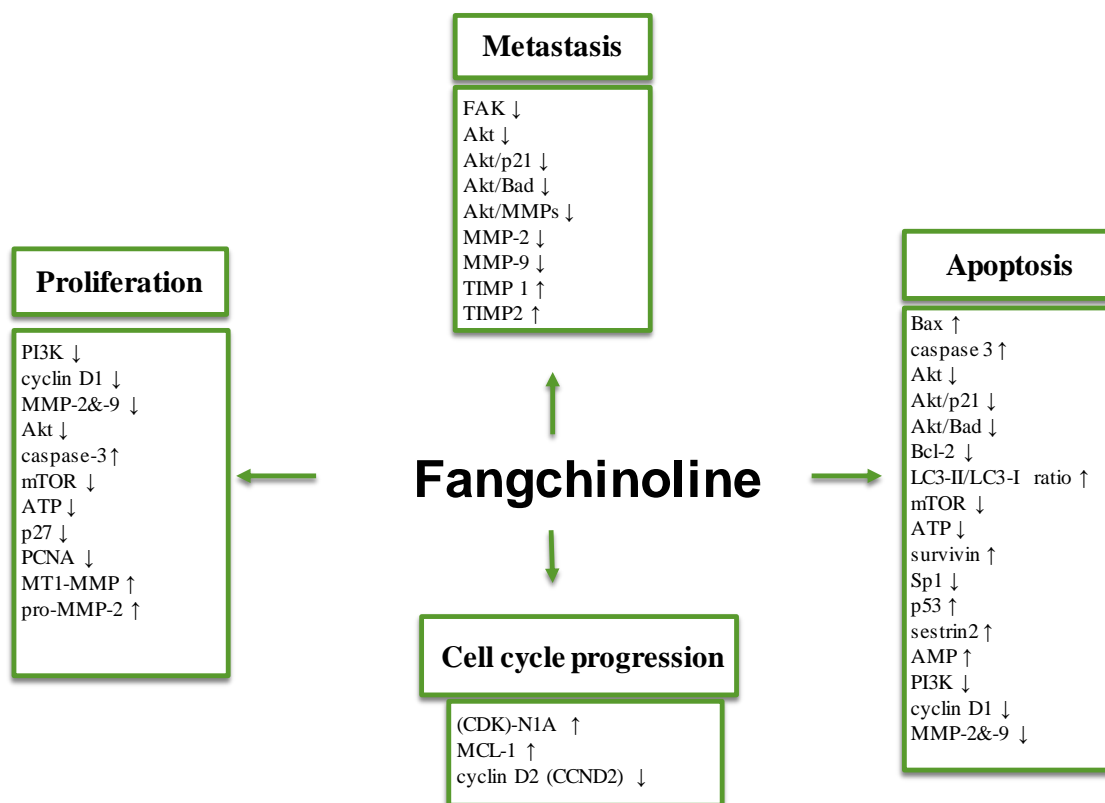 Metastasis
FAK ↓
Akt ↓
Akt/p21 ↓
Akt/Bad ↓
Akt/MMPs ↓
MMP-2 ↓
MMP-9 ↓
TIMP 1 ↑
TIMP2 ↑
Proliferation
PI3K ↓
cyclin D1 ↓
MMP-2&-9 ↓
Akt ↓
caspase-3 ↑
mTOR ↓
ATP ↓
p27 ↓
PCNA ↓
MT1-MMP ↑
pro-MMP-2 ↑
Fangchinoline
Apoptosis
Bax ↑
caspase 3 ↑
Akt ↓
Akt/p21 ↓
Akt/Bad ↓
Bcl-2 ↓
LC3-II/LC3-I ratio ↑
mTOR ↓
ATP ↓
survivin ↑
Sp1 ↓
p53 ↑
sestrin2 ↑
AMP ↑
PI3K ↓
cyclin D1 ↓
MMP-2&-9 ↓
Cell cycle progression
(CDK)-N1A ↑
MCL-1 ↑
cyclin D2 (CCND2) ↓